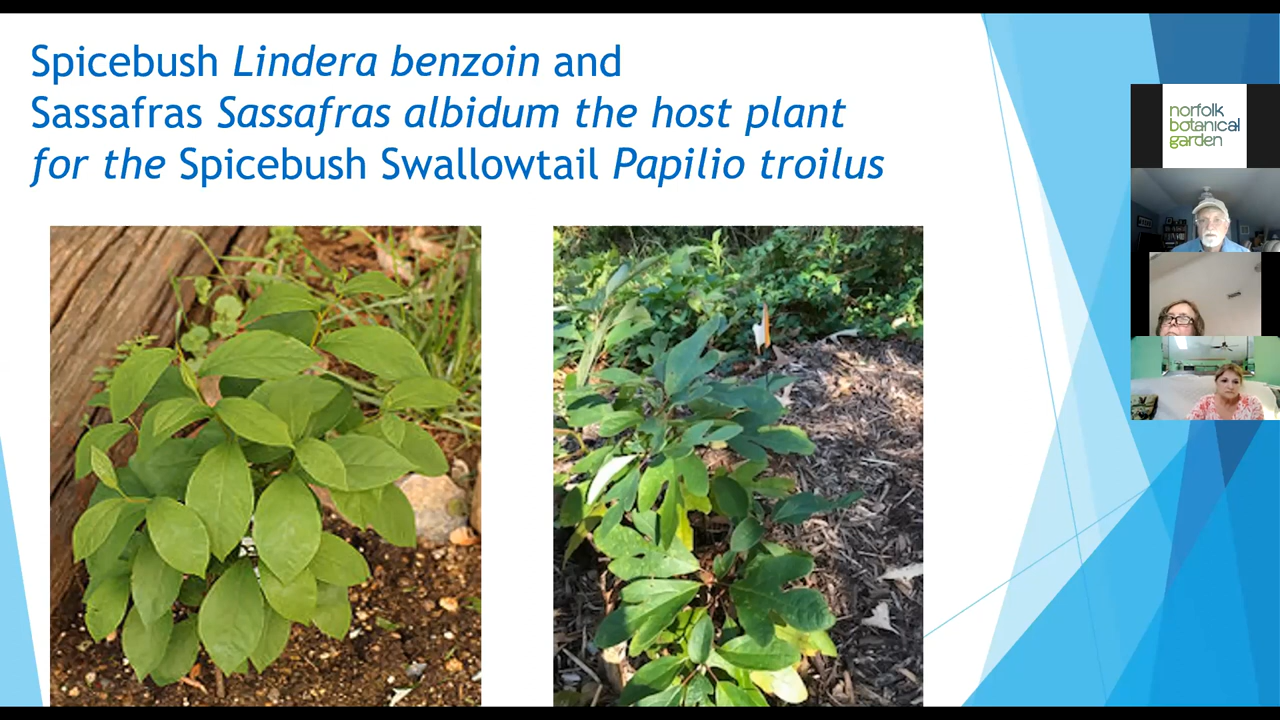 Spicebush Lindera benzoin and
Sassafras Sassafras albidum the host plant
for the Spicebush Swallowtail Papilio troilus
norfolk
botanical
garden